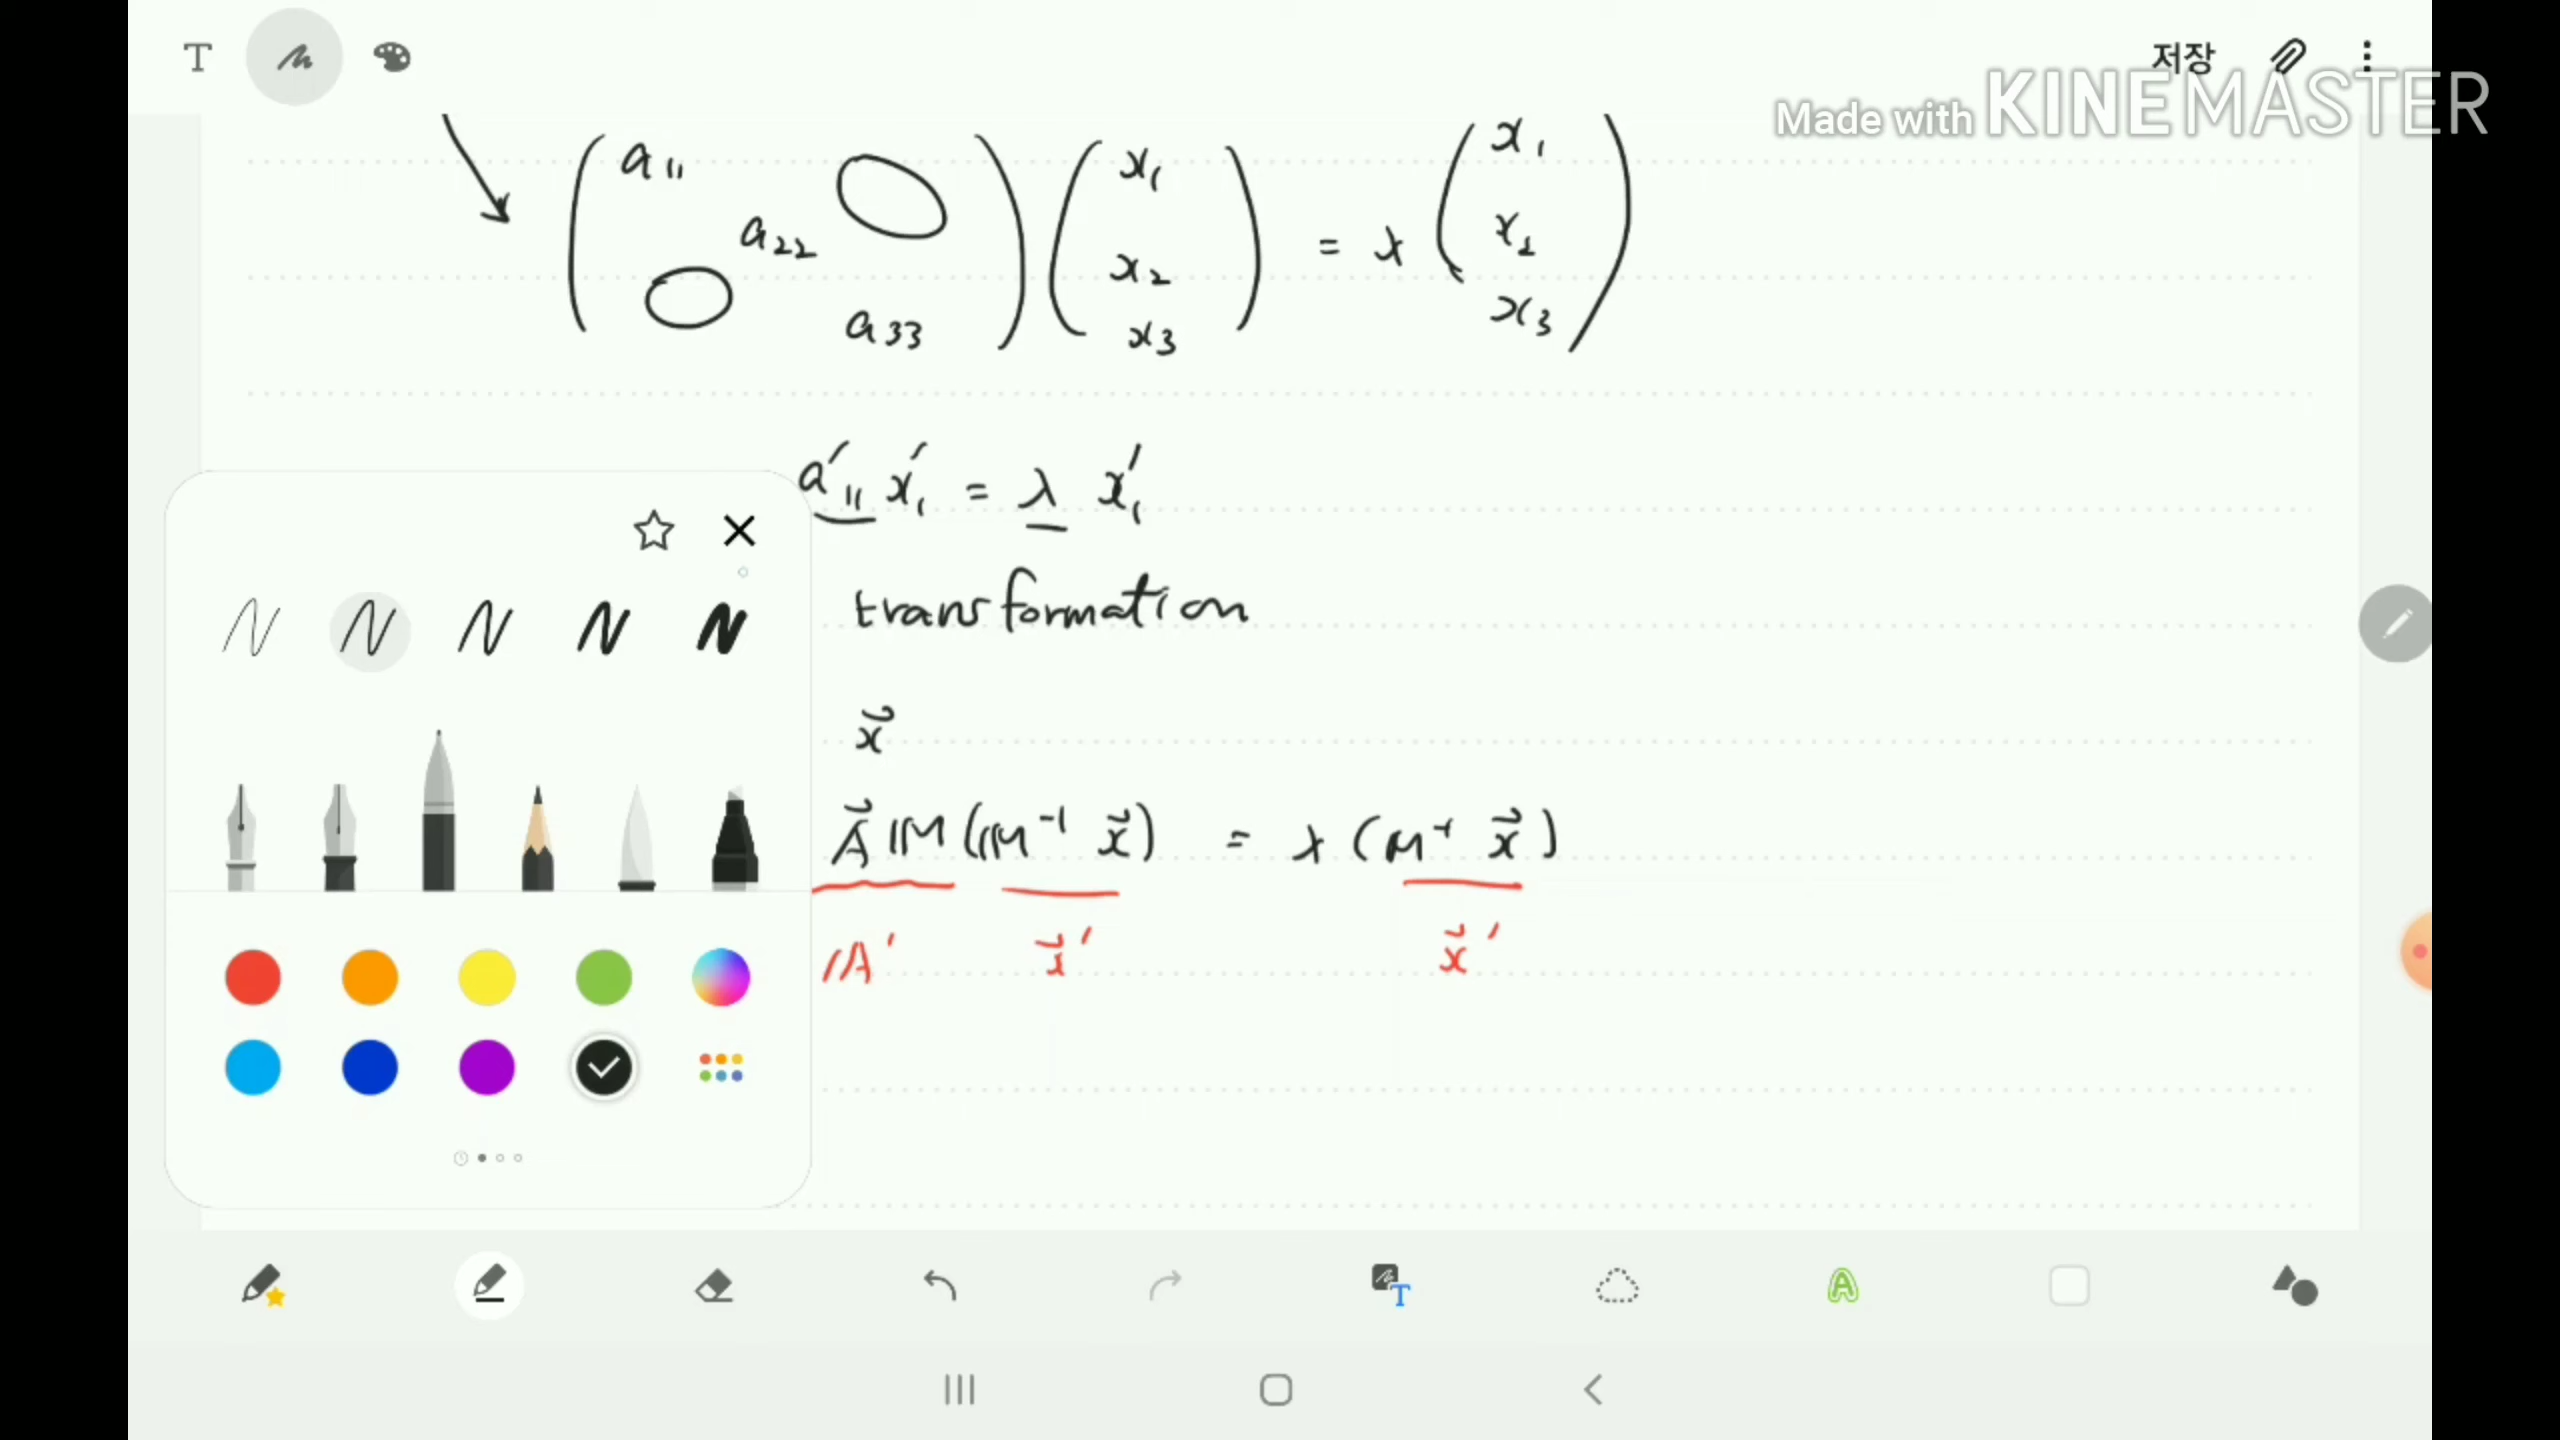 T 저장
Made with KINEMASTER
a₁₁ x₁ x₁
a₂₂ = λ x₂
x₂
a₃₃ x₃ x₃
a′₁₁ x′₁ = λ x′₁
transformation
x⃗
A⃗ M (M⁻¹ x⃗) = λ (M⁻¹ x⃗)
A′ x⃗′ x⃗′
T A